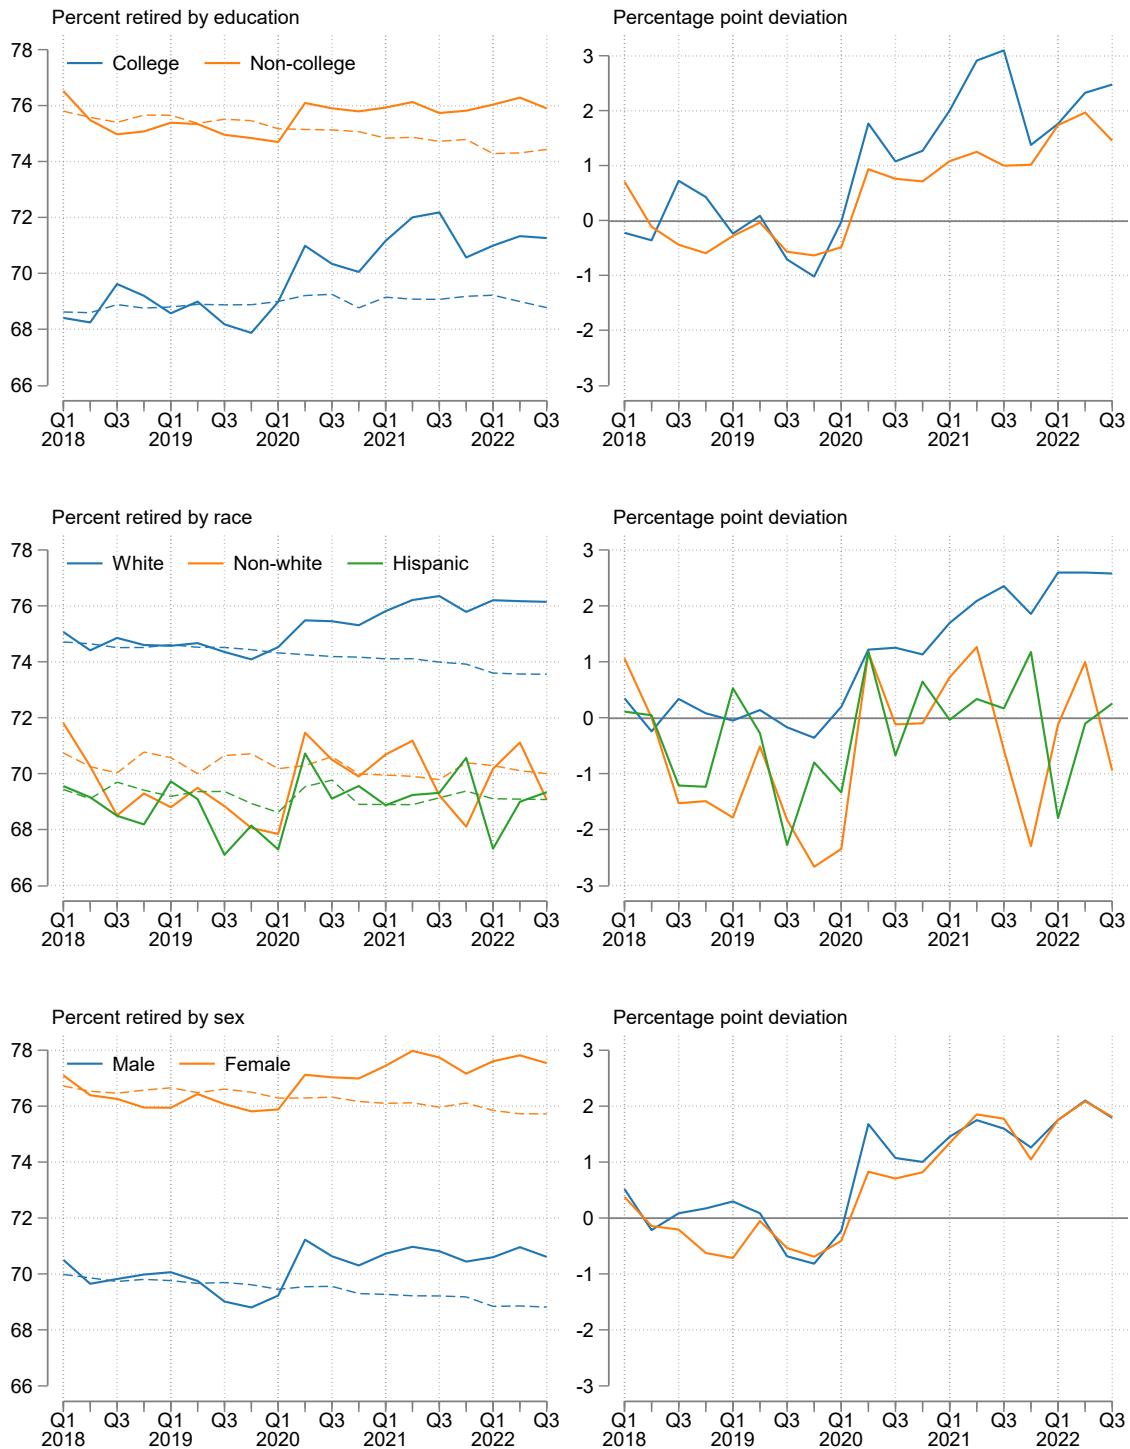 Percent retired by education
78
76
74
72
70
68
66
College Non-college
Q1 Q3 Q1 Q3 Q1 Q3 Q1 Q3 Q1 Q3
2018 2019 2020 2021 2022
Percentage point deviation
3
2
1
0
-1
-2
-3
Q1 Q3 Q1 Q3 Q1 Q3 Q1 Q3 Q1 Q3
2018 2019 2020 2021 2022
Percent retired by race
78
76
74
72
70
68
66
White Non-white Hispanic
Q1 Q3 Q1 Q3 Q1 Q3 Q1 Q3 Q1 Q3
2018 2019 2020 2021 2022
Percentage point deviation
3
2
1
0
-1
-2
-3
Q1 Q3 Q1 Q3 Q1 Q3 Q1 Q3 Q1 Q3
2018 2019 2020 2021 2022
Percent retired by sex
78
76
74
72
70
68
66
Male Female
Q1 Q3 Q1 Q3 Q1 Q3 Q1 Q3 Q1 Q3
2018 2019 2020 2021 2022
Percentage point deviation
3
2
1
0
-1
-2
-3
Q1 Q3 Q1 Q3 Q1 Q3 Q1 Q3 Q1 Q3
2018 2019 2020 2021 2022